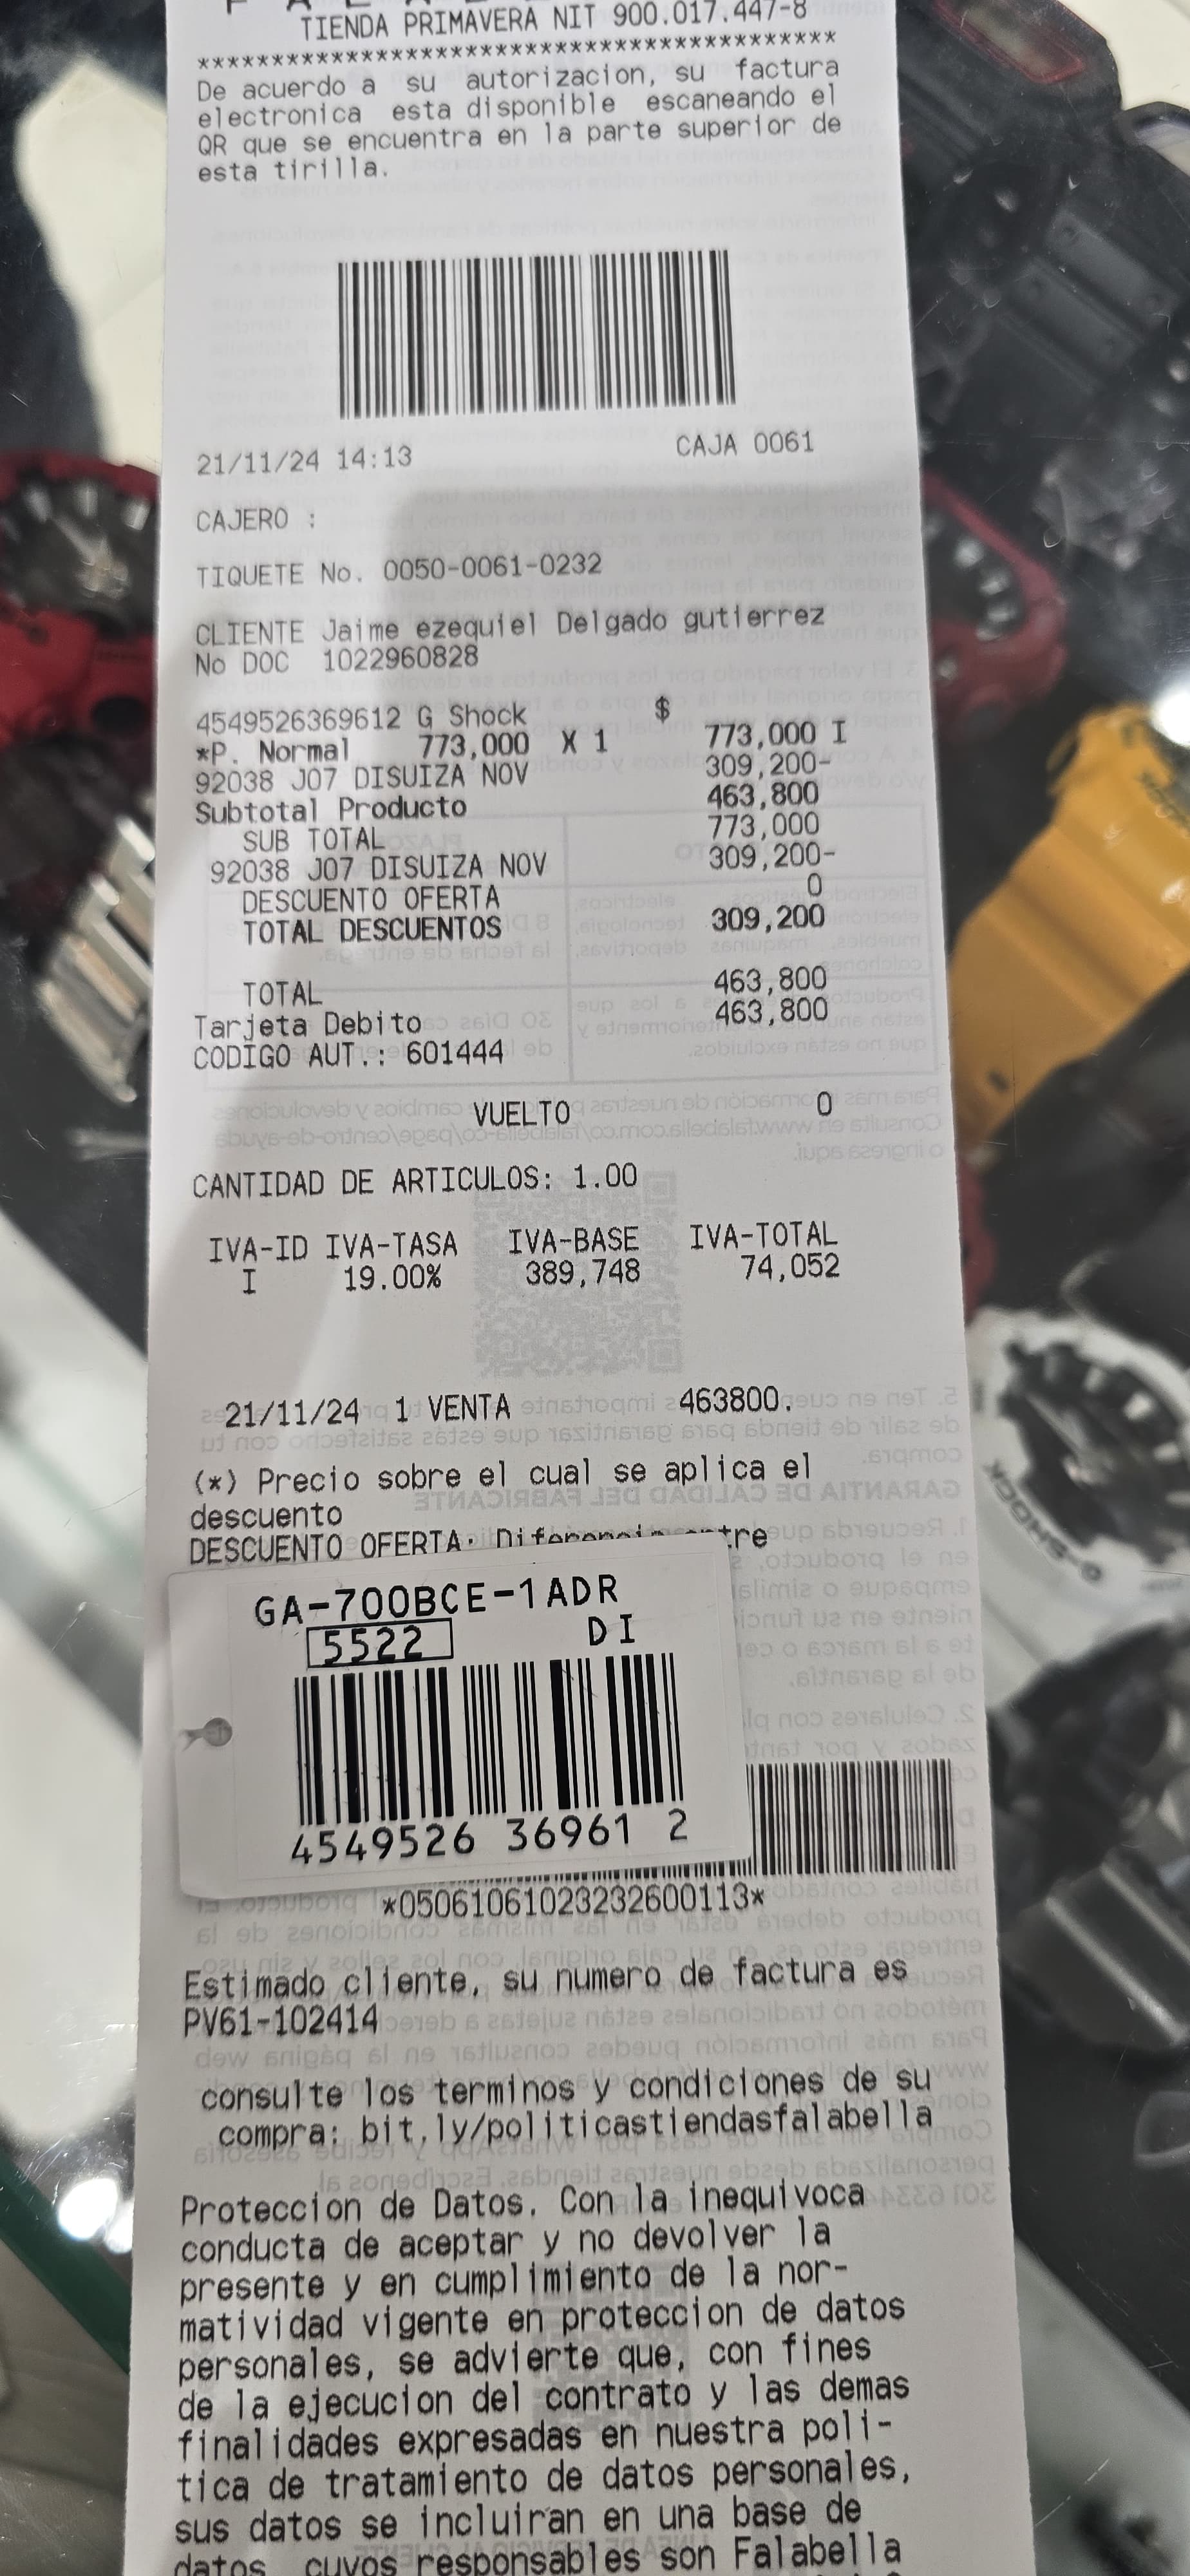 TIENDA PRIMAVERA NIT 900.017.447-8
****************************************
De acuerdo a su autorizacion, su factura
electronica esta disponible escaneando el
QR que se encuentra en la parte superior de
esta tirilla.
21/11/24 14:13 CAJA 0061
CAJERO :
TIQUETE No. 0050-0061-0232
CLIENTE Jaime ezequiel Delgado gutierrez
No DOC 1022960828
4549526369612 G Shock $
*P. Normal 773,000 X 1 773,000 I
92038 J07 DISUIZA NOV 309,200-
Subtotal Producto 463,800
SUB TOTAL 773,000
92038 J07 DISUIZA NOV 309,200-
DESCUENTO OFERTA 0
TOTAL DESCUENTOS 309,200
TOTAL 463,800
Tarjeta Debito 463,800
CODIGO AUT.: 601444
VUELTO 0
CANTIDAD DE ARTICULOS: 1.00
IVA-ID IVA-TASA IVA-BASE IVA-TOTAL
I 19.00% 389,748 74,052
21/11/24 1 VENTA 463800.
(*) Precio sobre el cual se aplica el
descuento
DESCUENTO OFERTA: Diferencia entre
GA-700BCE-1ADR
5522 DI
4549526 36961 2
*05061061023232600113*
Estimado cliente, su numero de factura es
PV61-102414
consulte los terminos y condiciones de su
compra: bit.ly/politicastiendasfalabella
Proteccion de Datos. Con la inequivoca
conducta de aceptar y no devolver la
presente y en cumplimiento de la nor-
matividad vigente en proteccion de datos
personales, se advierte que, con fines
de la ejecucion del contrato y las demas
finalidades expresadas en nuestra poli-
tica de tratamiento de datos personales,
sus datos se incluiran en una base de
datos cuyos responsables son Falabella